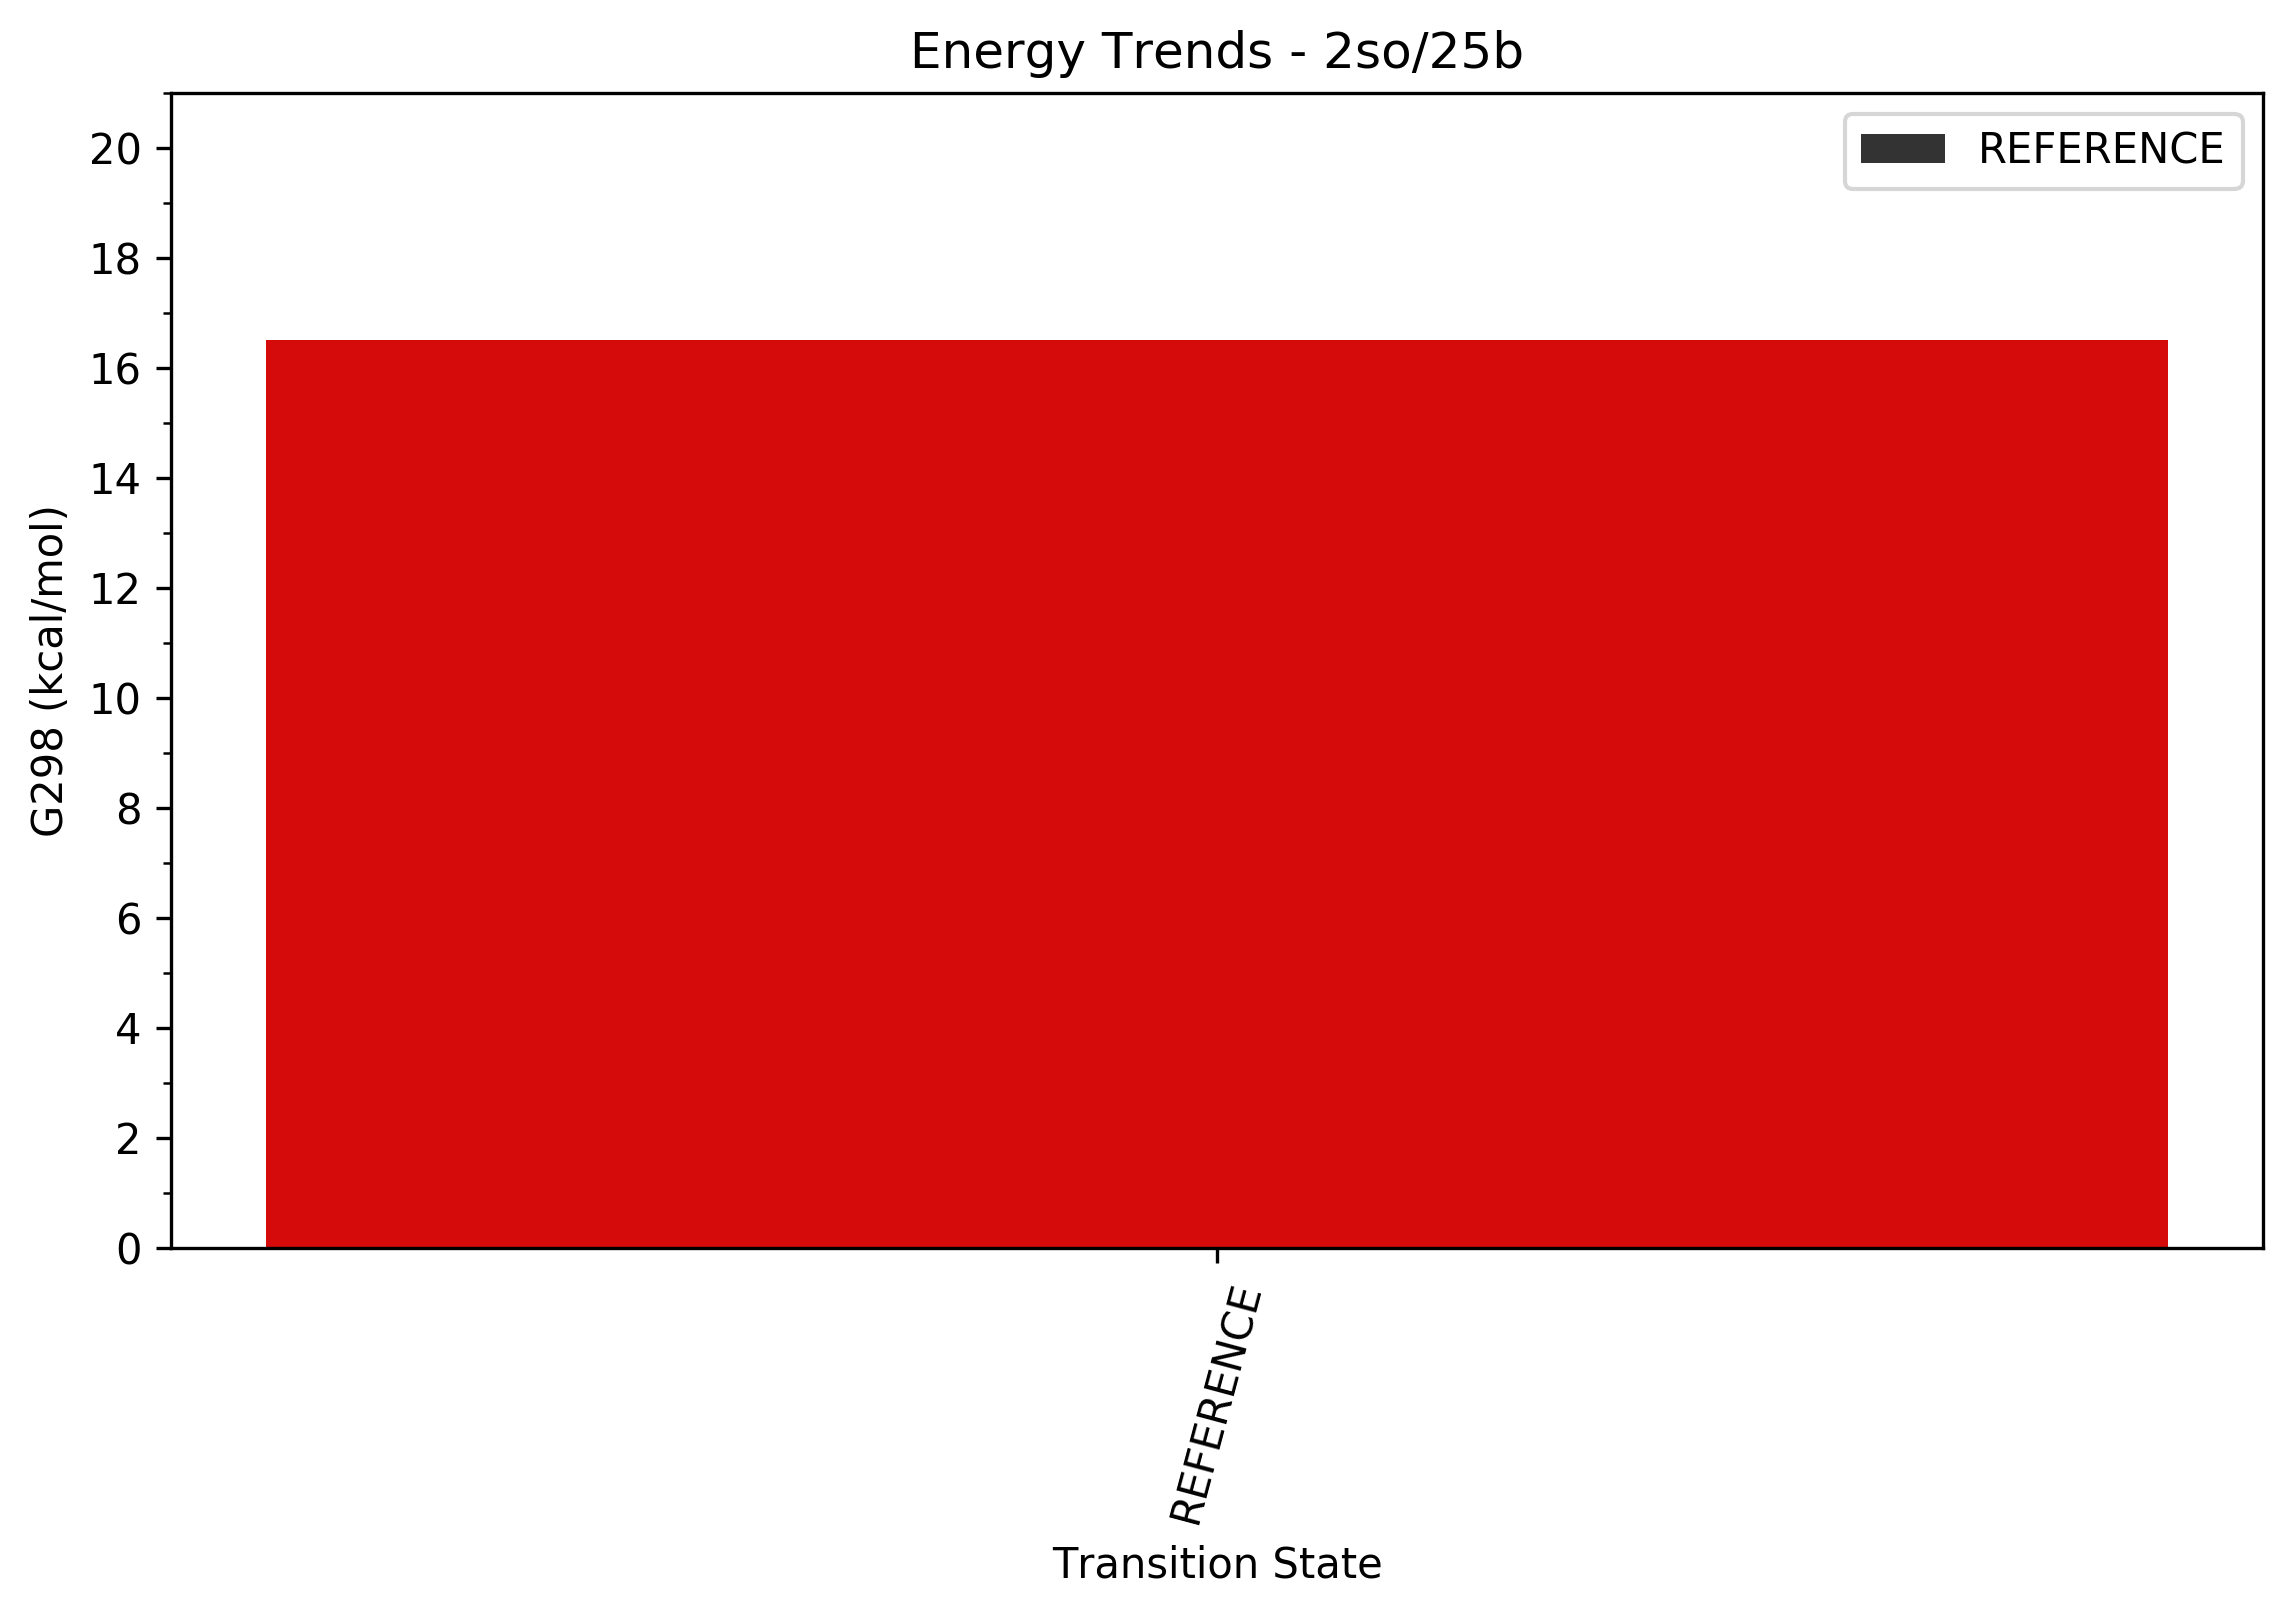 Energy Trends - 2so/25b
REFERENCE
20
18
16
14
12
10
8
6
4
2
0
G298 (kcal/mol)
REFERENCE
Transition State